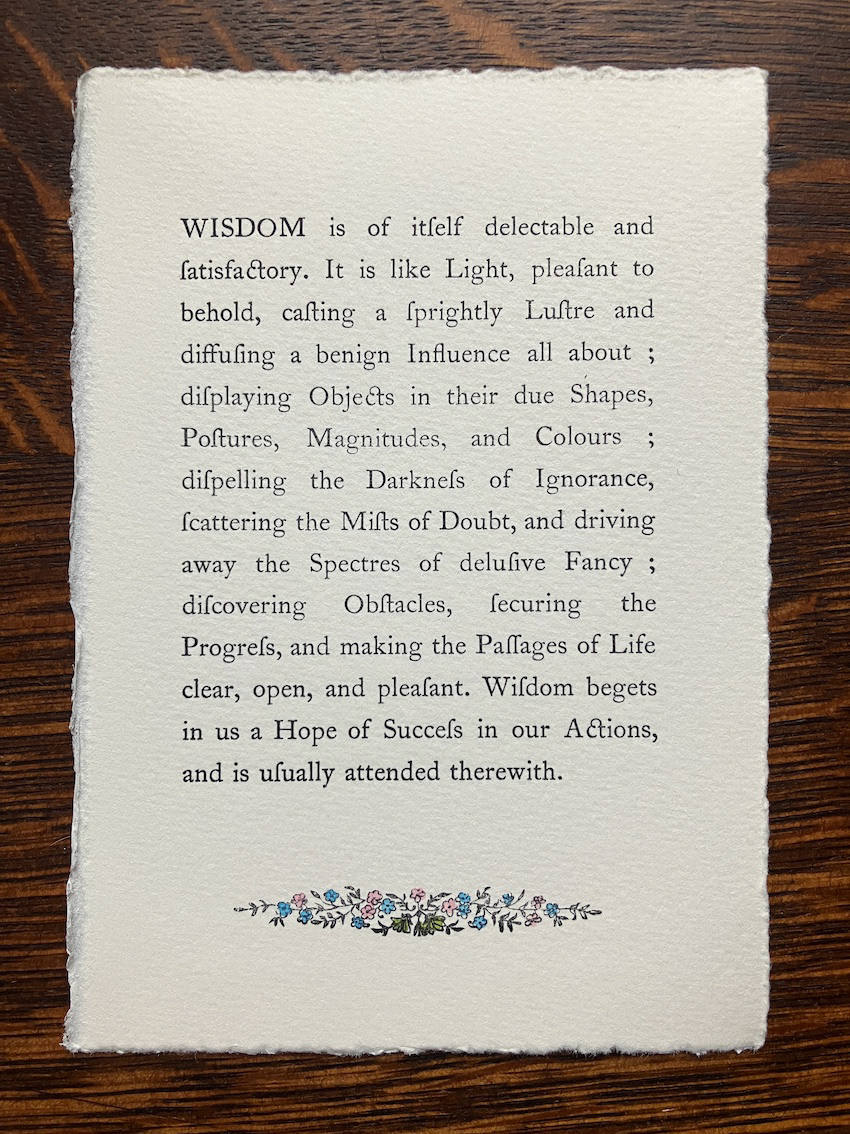 WISDOM is of itſelf delectable and
ſatisfactory. It is like Light, pleaſant to
behold, caſting a ſprightly Luſtre and
diffuſing a benign Influence all about ;
diſplaying Objects in their due Shapes,
Poſtures, Magnitudes, and Colours ;
diſpelling the Darkneſs of Ignorance,
ſcattering the Miſts of Doubt, and driving
away the Spectres of deluſive Fancy ;
diſcovering Obſtacles, ſecuring the
Progreſs, and making the Paſſages of Life
clear, open, and pleaſant. Wiſdom begets
in us a Hope of Succeſs in our Actions,
and is uſually attended therewith.